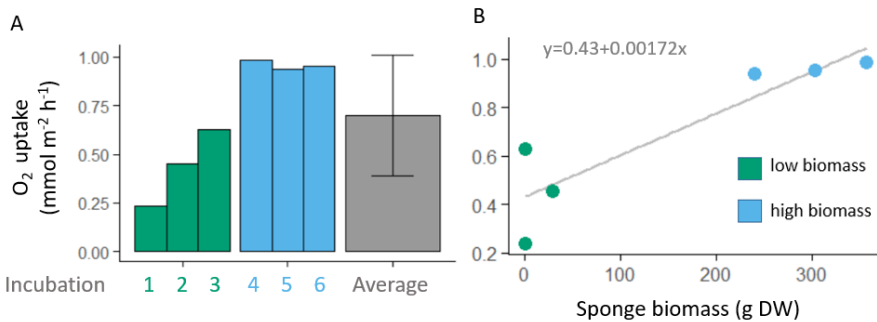 A
O2 uptake
(mmol m-2 h-1)
1.00
0.75
0.50
0.25
0.00
Incubation 1 2 3 4 5 6 Average
B
y=0.43+0.00172x
1.0
0.8
0.6
0.4
0.2
low biomass
high biomass
0 100 200 300
Sponge biomass (g DW)